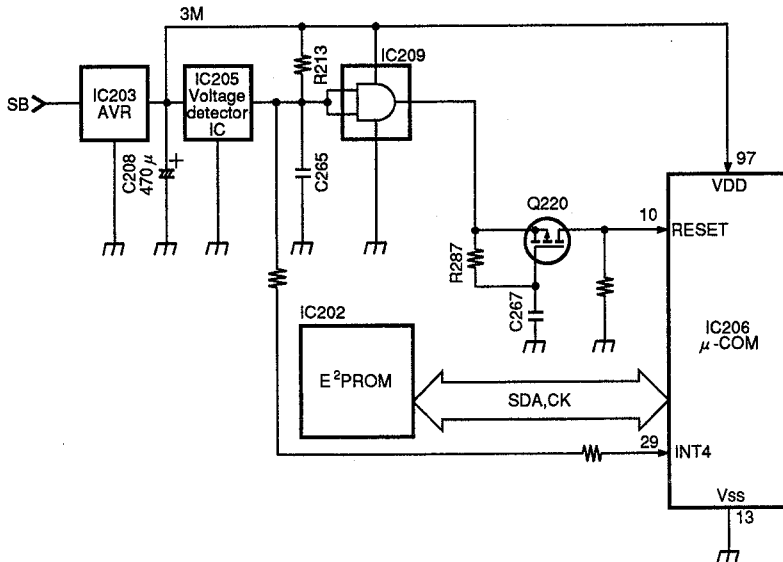 3M
SB
IC203
AVR
IC205
Voltage
detector
IC
R213
IC209
C208
470μ
+
C265
97
VDD
Q220
10
RESET
R287
C267
IC202
E²PROM
IC206
μ-COM
SDA,CK
29
INT4
Vss
13